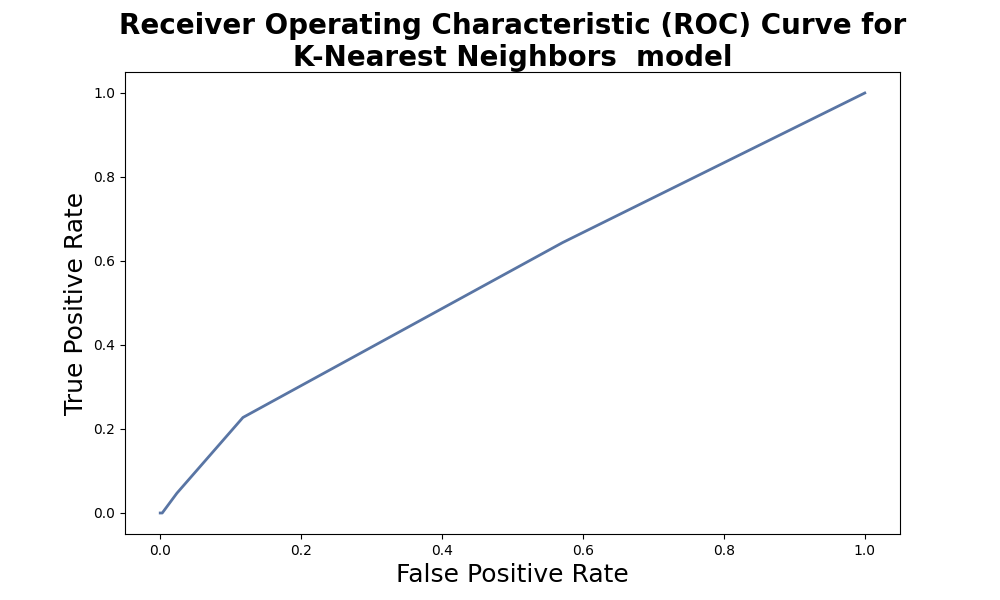 Receiver Operating Characteristic (ROC) Curve for
K-Nearest Neighbors  model
1.0
0.8
0.6
0.4
0.2
0.0
True Positive Rate
0.0 0.2 0.4 0.6 0.8 1.0
False Positive Rate